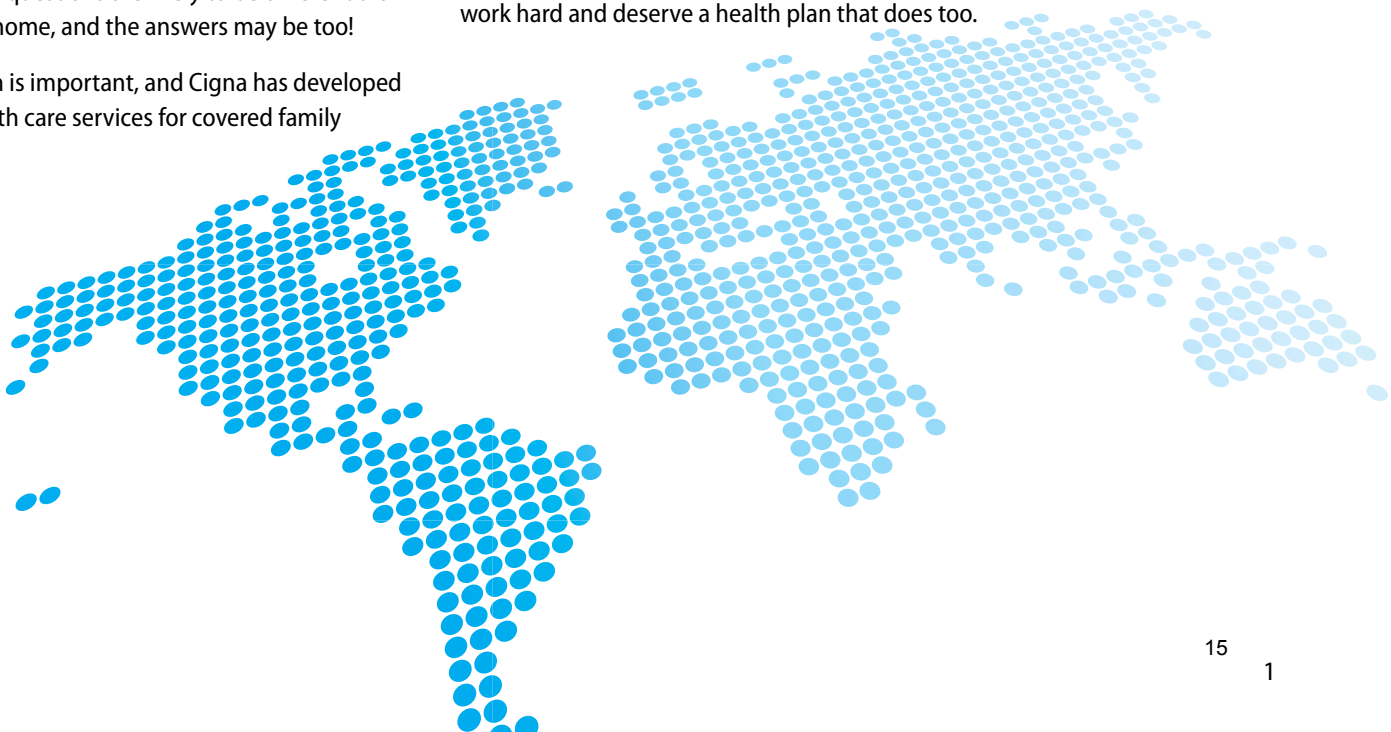 home, and the answers may be too!
is important, and Cigna has developed
care services for covered family
work hard and deserve a health plan that does too.
15
1